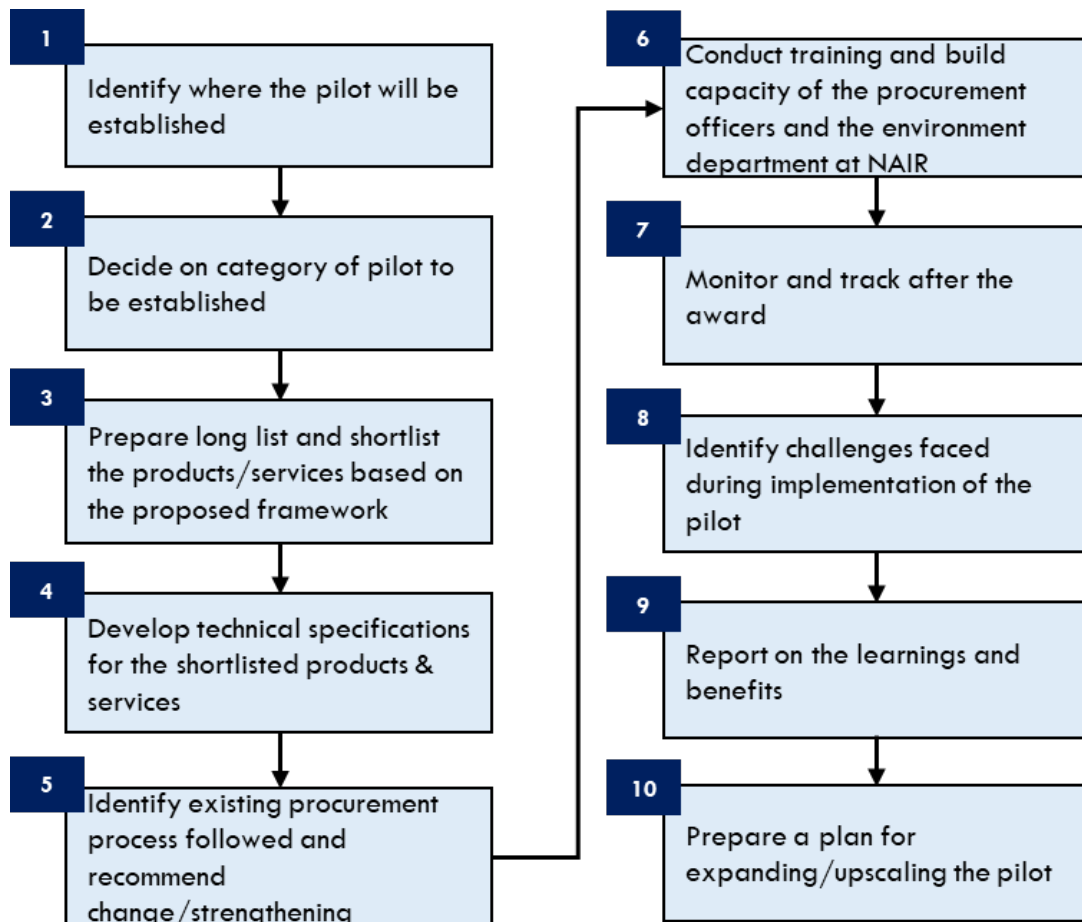 1
Identify where the pilot will be
established
2
Decide on category of pilot to
be established
3
Prepare long list and shortlist
the products/services based on
the proposed framework
4
Develop technical specifications
for the shortlisted products &
services
5
Identify existing procurement
process followed and
recommend
change/strengthening
6
Conduct training and build
capacity of the procurement
officers and the environment
department at NAIR
7
Monitor and track after the
award
8
Identify challenges faced
during implementation of the
pilot
9
Report on the learnings and
benefits
10
Prepare a plan for
expanding/upscaling the pilot